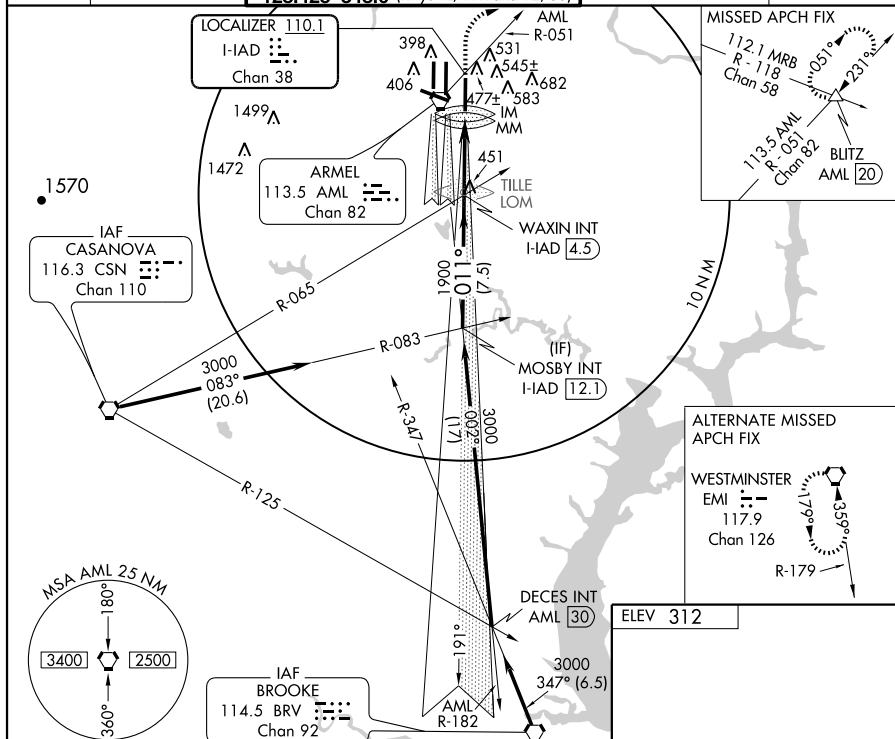 LOCALIZER 110.1
I-IAD
Chan 38
398
406
1499
1472
1570
AML
R-051
531
545±
682
583
477±
IM
MM
451
TILLE
LOM
ARMEL
113.5 AML
Chan 82
WAXIN INT
I-IAD 4.5
IAF
CASANOVA
116.3 CSN
Chan 110
R-065
1900
011°
(7.5)
10 NM
3000
083°
(20.6)
R-083
(IF)
MOSBY INT
I-IAD 12.1
R-347
3000
002°
(17)
R-125
191°
DECES INT
AML 30
3000
347° (6.5)
AML
R-182
IAF
BROOKE
114.5 BRV
Chan 92
MSA AML 25 NM
180°
3400
2500
360°
MISSED APCH FIX
112.1 MRB
R-118
Chan 58
051°
231°
113.5 AML
R-051
Chan 82
BLITZ
AML 20
ALTERNATE MISSED
APCH FIX
WESTMINSTER
EMI
117.9
Chan 126
179°
359°
R-179
ELEV 312